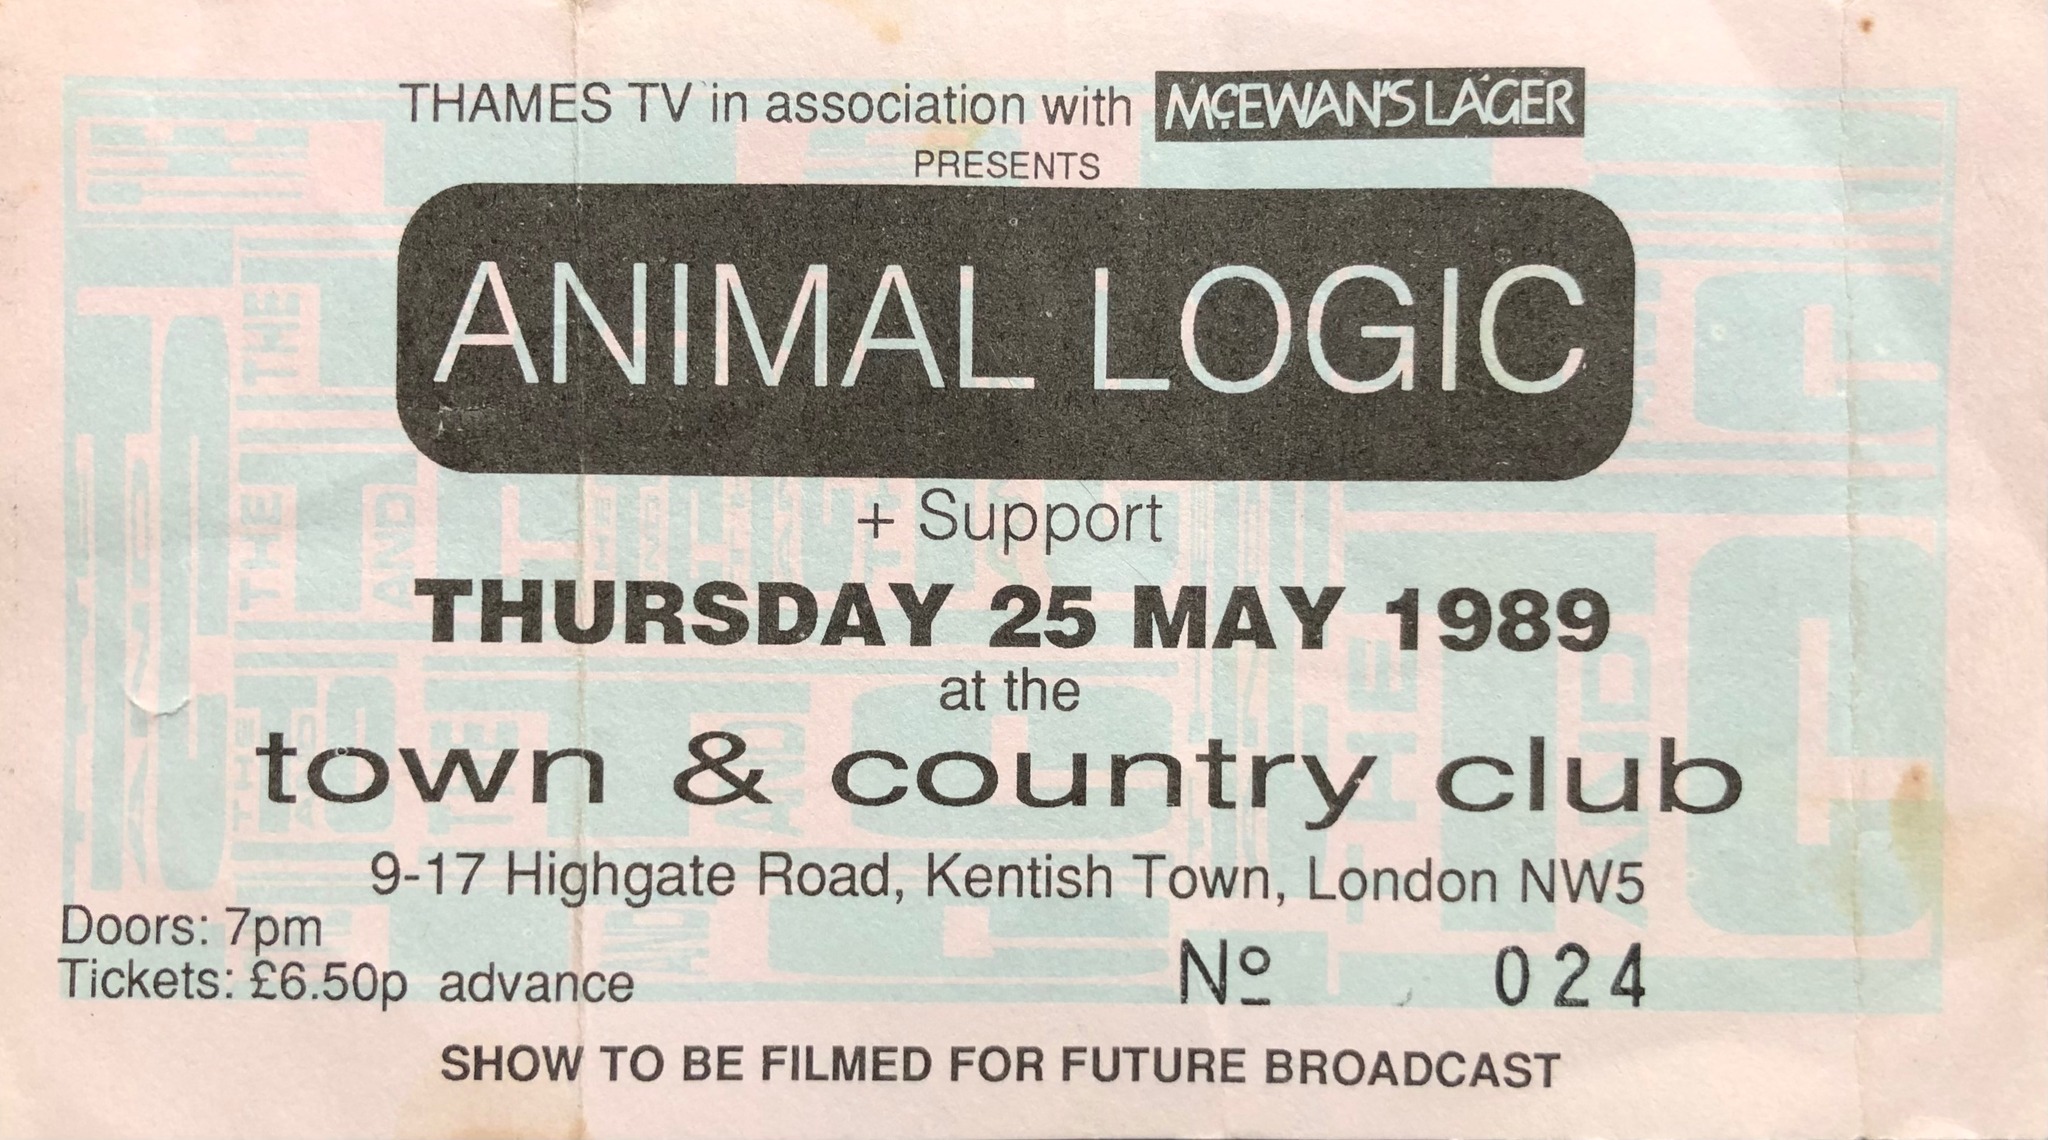 THAMES TV in association with McEWAN'S LAGER
PRESENTS
ANIMAL LOGIC
+ Support
THURSDAY 25 MAY 1989
at the
town & country club
9-17 Highgate Road, Kentish Town, London NW5
Doors: 7pm
Tickets: £6.50p advance
Nº 024
SHOW TO BE FILMED FOR FUTURE BROADCAST